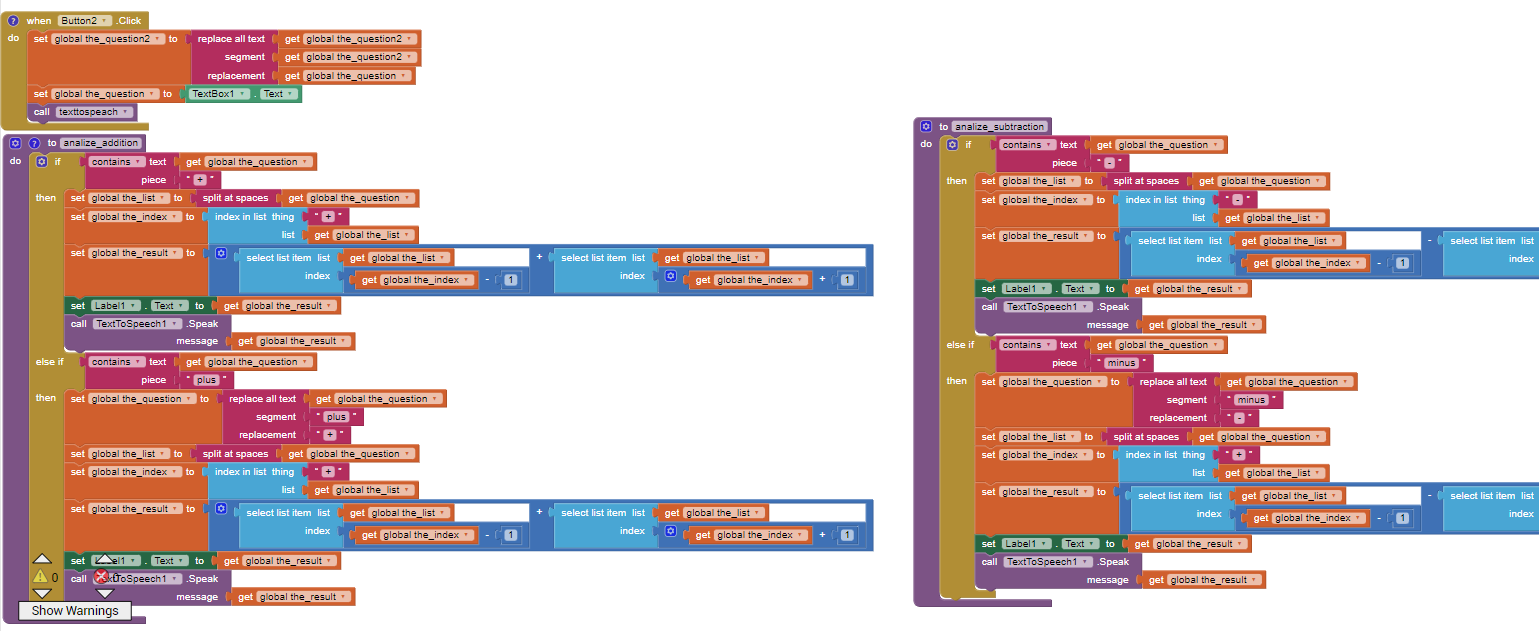 when Button2 .Click
do set global the_question2 to replace all text get global the_question2
segment get global the_question2
replacement get global the_question
set global the_question to TextBox1 . Text
call texttospeach
to analize_addition
do if contains text get global the_question
piece " + "
then set global the_list to split at spaces get global the_question
set global the_index to index in list thing " + "
list get global the_list
set global the_result to select list item list get global the_list + select list item list get global the_list
index get global the_index - 1 index get global the_index + 1
set Label1 . Text to get global the_result
call TextToSpeech1 .Speak
message get global the_result
else if contains text get global the_question
piece " plus "
then set global the_question to replace all text get global the_question
segment " plus "
replacement " + "
set global the_list to split at spaces get global the_question
set global the_index to index in list thing " + "
list get global the_list
set global the_result to select list item list get global the_list + select list item list get global the_list
index get global the_index - 1 index get global the_index + 1
set . Text to get global the_result
0
call .Speak
message get global the_result
Show Warnings
to analize_subtraction
do if contains text get global the_question
piece " - "
then set global the_list to split at spaces get global the_question
set global the_index to index in list thing " - "
list get global the_list
set global the_result to select list item list get global the_list - select list item list
index get global the_index - 1 index
set Label1 . Text to get global the_result
call TextToSpeech1 .Speak
message get global the_result
else if contains text get global the_question
piece " minus "
then set global the_question to replace all text get global the_question
segment " minus "
replacement " - "
set global the_list to split at spaces get global the_question
set global the_index to index in list thing " + "
list get global the_list
set global the_result to select list item list get global the_list - select list item list
index get global the_index - 1 index
set Label1 . Text to get global the_result
call TextToSpeech1 .Speak
message get global the_result